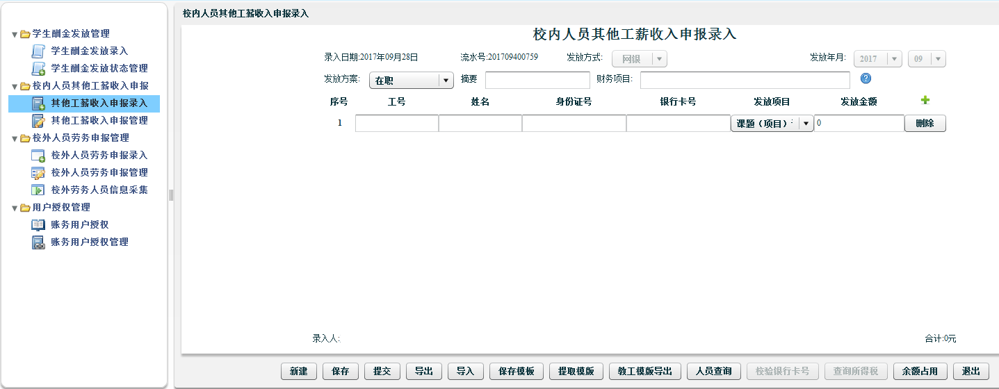 学生酬金发放管理
学生酬金发放录入
学生酬金发放状态管理
校内人员其他工薪收入申报
其他工薪收入申报录入
其他工薪收入申报管理
校外人员劳务申报管理
校外人员劳务申报录入
校外人员劳务申报管理
校外劳务人员信息采集
用户授权管理
账务用户授权
账务用户授权管理
校内人员其他工薪收入申报录入
校内人员其他工薪收入申报录入
录入日期:2017年09月28日 流水号:201709400759 发放方式: 网银 发放年月: 2017 09
发放方案: 在职 摘要 财务项目: ?
序号 工号 姓名 身份证号 银行卡号 发放项目 发放金额
1 课题（项目） 0 删除
录入人: 合计:0元
新建 保存 提交 导出 导入 保存模板 提取模版 教工模版导出 人员查询 校验银行卡号 查询所得税 余额占用 退出